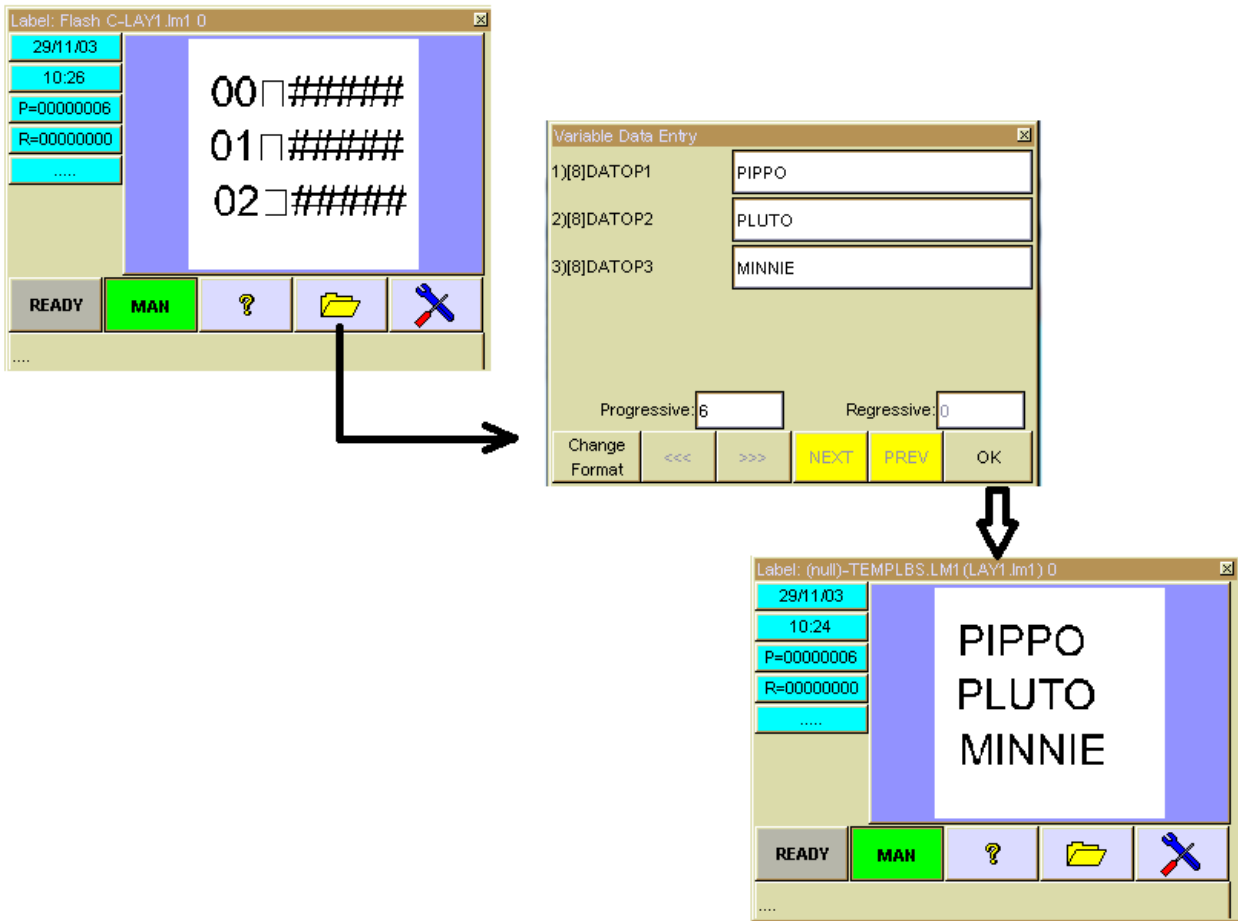 Label: Flash C-LAY1.lm1 0
29/11/03
10:26
P=00000006
R=00000000
.....
00□#####
01□#####
02□#####
READY MAN ?
....
Variable Data Entry
1)[8]DATOP1 PIPPO
2)[8]DATOP2 PLUTO
3)[8]DATOP3 MINNIE
Progressive: 6 Regressive: 0
Change Format <<< >>> NEXT PREV OK
Label: (null)-TEMPLBS.LM1(LAY1.lm1) 0
29/11/03
10:24
P=00000006
R=00000000
.....
PIPPO
PLUTO
MINNIE
READY MAN ?
....